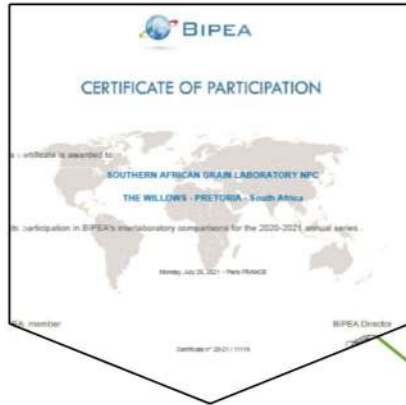 BIPEA
CERTIFICATE OF PARTICIPATION
certificate is awarded to
SOUTHERN AFRICAN GRAIN LABORATORY NPC
THE WILLOWS - PRETORIA - South Africa
participation in BIPEA's interlaboratory comparisons for the 2020-2021 annual series.
Monday, July 26, 2021 - Paris FRANCE
member BIPEA Director
Certificate n°